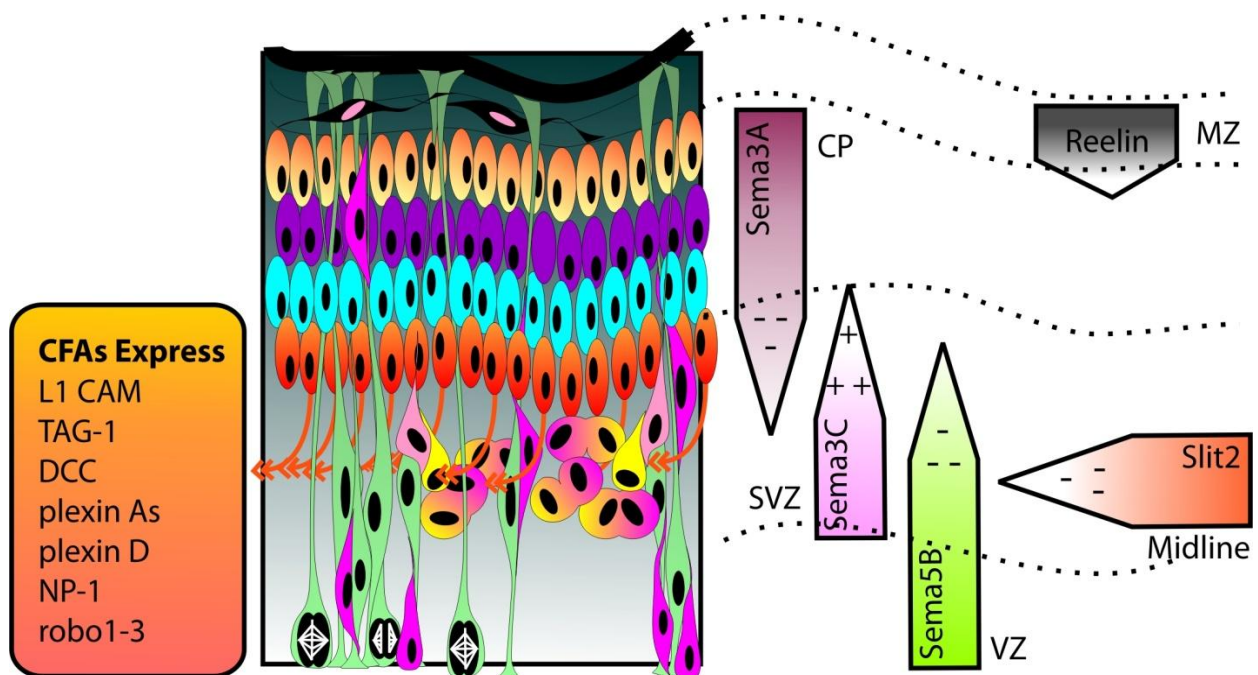 CFAs Express
L1 CAM
TAG-1
DCC
plexin As
plexin D
NP-1
robo1-3
Sema3A
CP
Reelin
MZ
- -
-
+
+ +
Sema3C
SVZ
-
- -
Sema5B
VZ
Slit2
-
- -
Midline